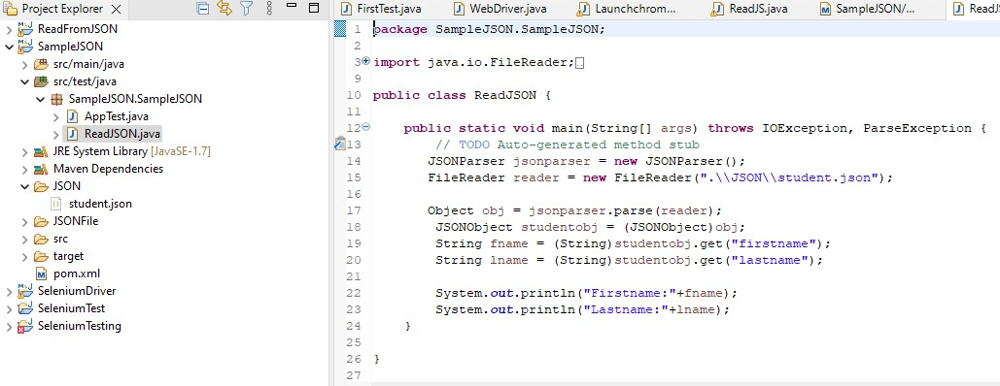 Project Explorer
ReadFromJSON
SampleJSON
src/main/java
src/test/java
SampleJSON.SampleJSON
AppTest.java
ReadJSON.java
JRE System Library [JavaSE-1.7]
Maven Dependencies
JSON
student.json
JSONFile
src
target
pom.xml
SeleniumDriver
SeleniumTest
SeleniumTesting
FirstTest.java WebDriver.java Launchchrom... ReadJS.java SampleJSON/... ReadJS
1 package SampleJSON.SampleJSON;
2
3 import java.io.FileReader;
9
10 public class ReadJSON {
11
12 public static void main(String[] args) throws IOException, ParseException {
13 // TODO Auto-generated method stub
14 JSONParser jsonparser = new JSONParser();
15 FileReader reader = new FileReader(".\\JSON\\student.json");
16
17 Object obj = jsonparser.parse(reader);
18 JSONObject studentobj = (JSONObject)obj;
19 String fname = (String)studentobj.get("firstname");
20 String lname = (String)studentobj.get("lastname");
21
22 System.out.println("Firstname:"+fname);
23 System.out.println("Lastname:"+lname);
24 }
25
26 }
27